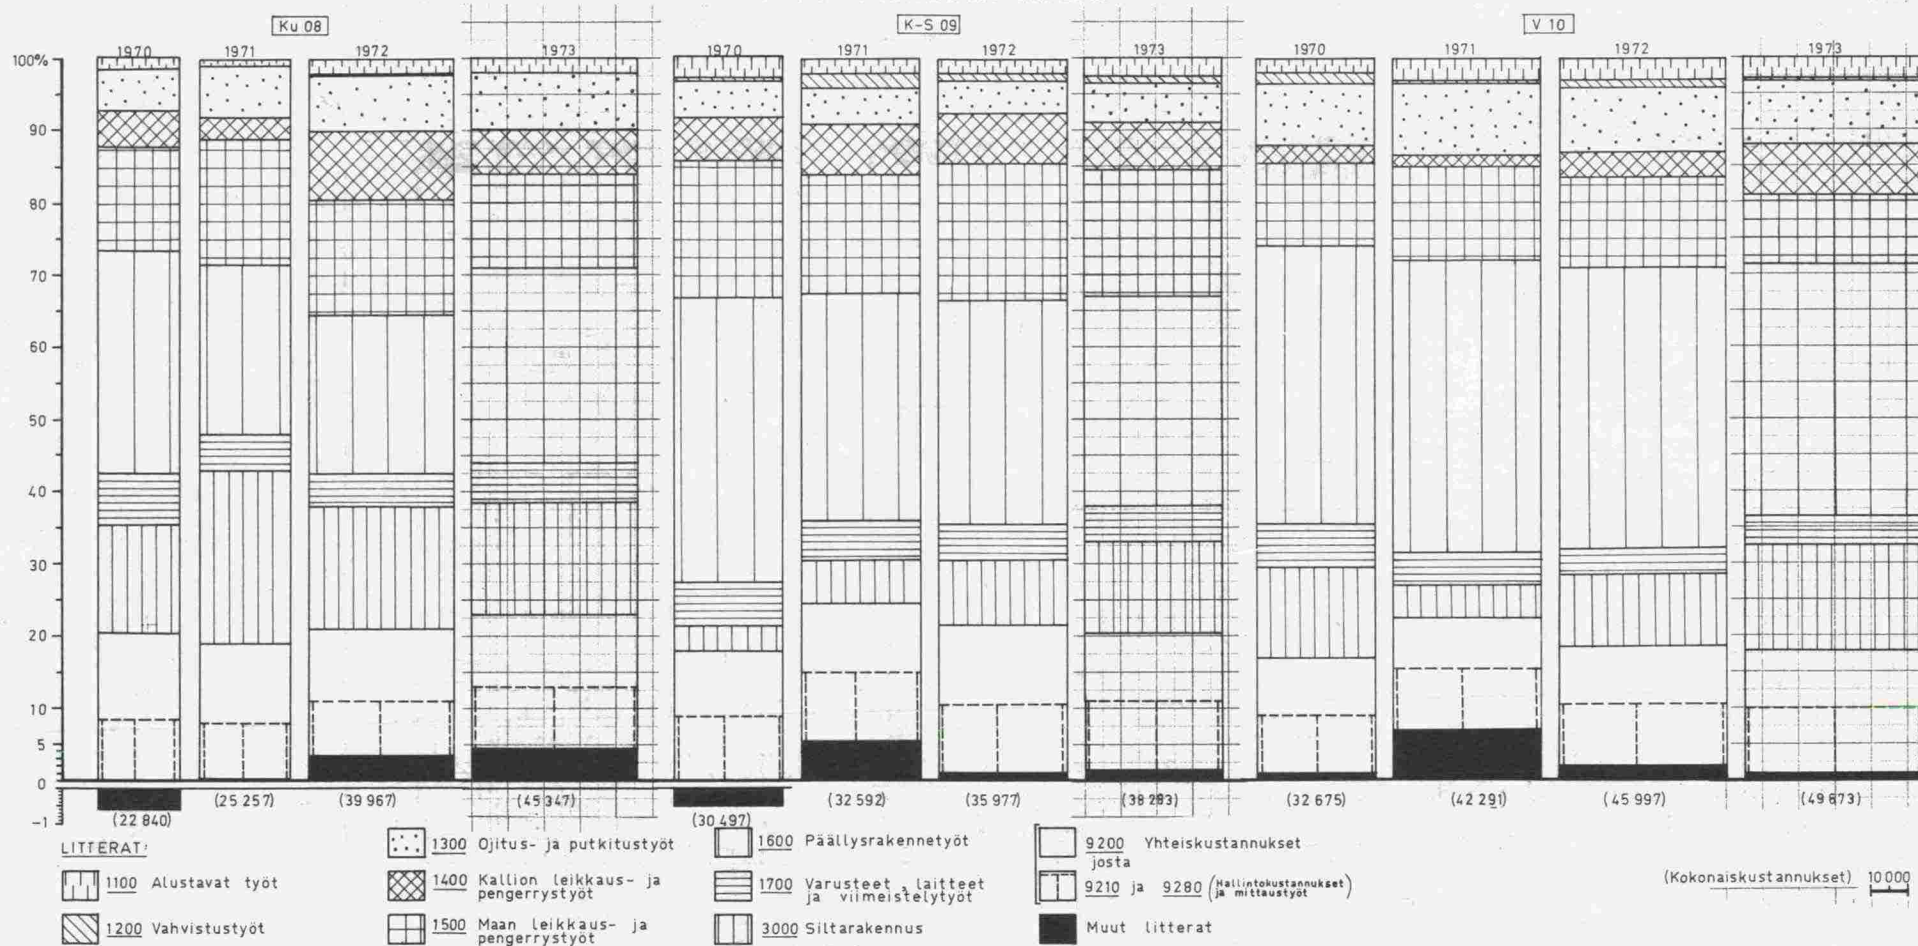 Ku 08
K-S 09
V 10
1970 1971 1972 1973 1970 1971 1972 1973 1970 1971 1972 1973
100%
90
80
70
60
50
40
30
20
10
5
0
-1
(22 840) (25 257) (39 967) (45 347) (30 497) (32 592) (35 977) (38 283) (32 675) (42 291) (45 997) (49 673)
LITTERAT:
1100 Alustavat työt
1200 Vahvistustyöt
1300 Ojitus- ja putkitustyöt
1400 Kallion leikkaus- ja
pengerrystyöt
1500 Maan leikkaus- ja
pengerrystyöt
1600 Päällysrakennetyöt
1700 Varusteet, laitteet
ja viimeistelytyöt
3000 Siltarakennus
9200 Yhteiskustannukset
josta
9210 ja 9280 (Hallintokustannukset
ja mittaustyöt)
Muut litterat
(Kokonaiskustannukset) 10 000